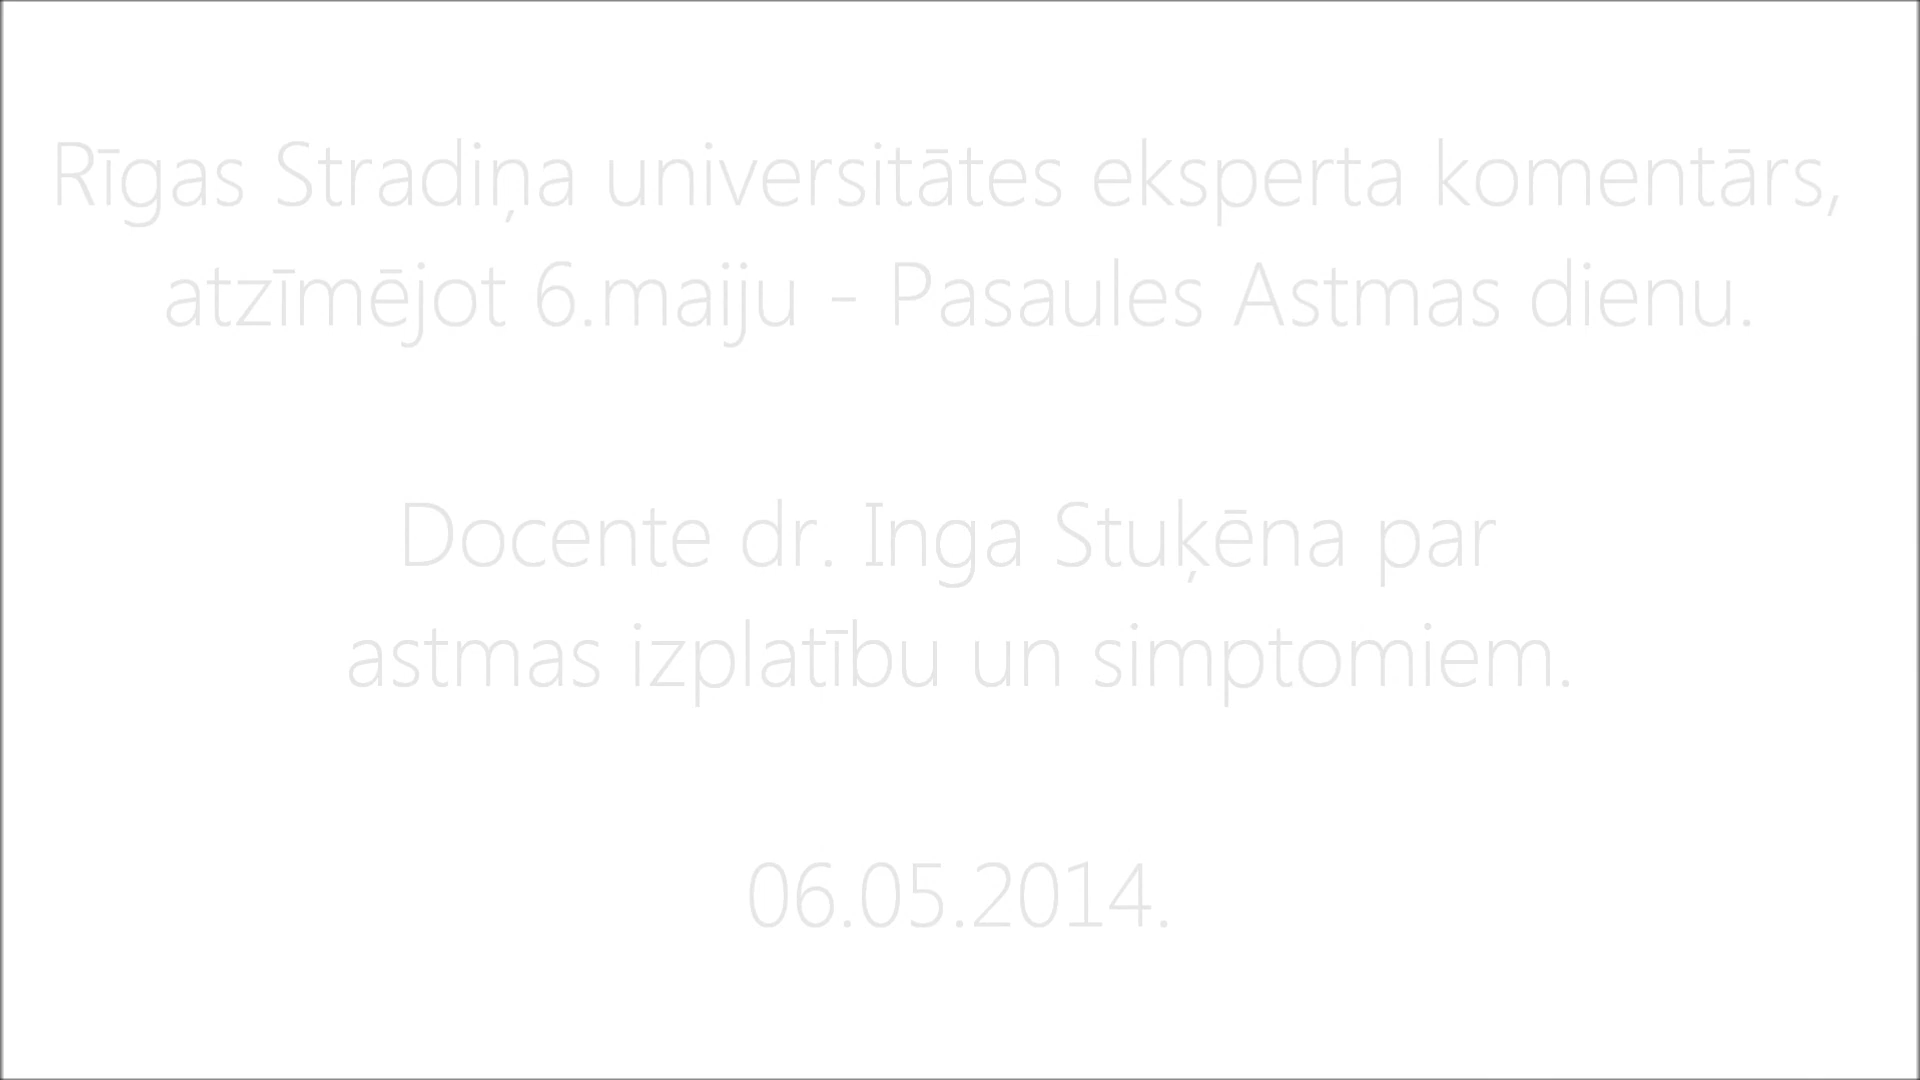 Rīgas Stradiņa universitātes eksperta komentārs,
atzīmējot 6.maiju - Pasaules Astmas dienu.
Docente dr. Inga Stuķēna par
astmas izplatību un simptomiem.
06.05.2014.